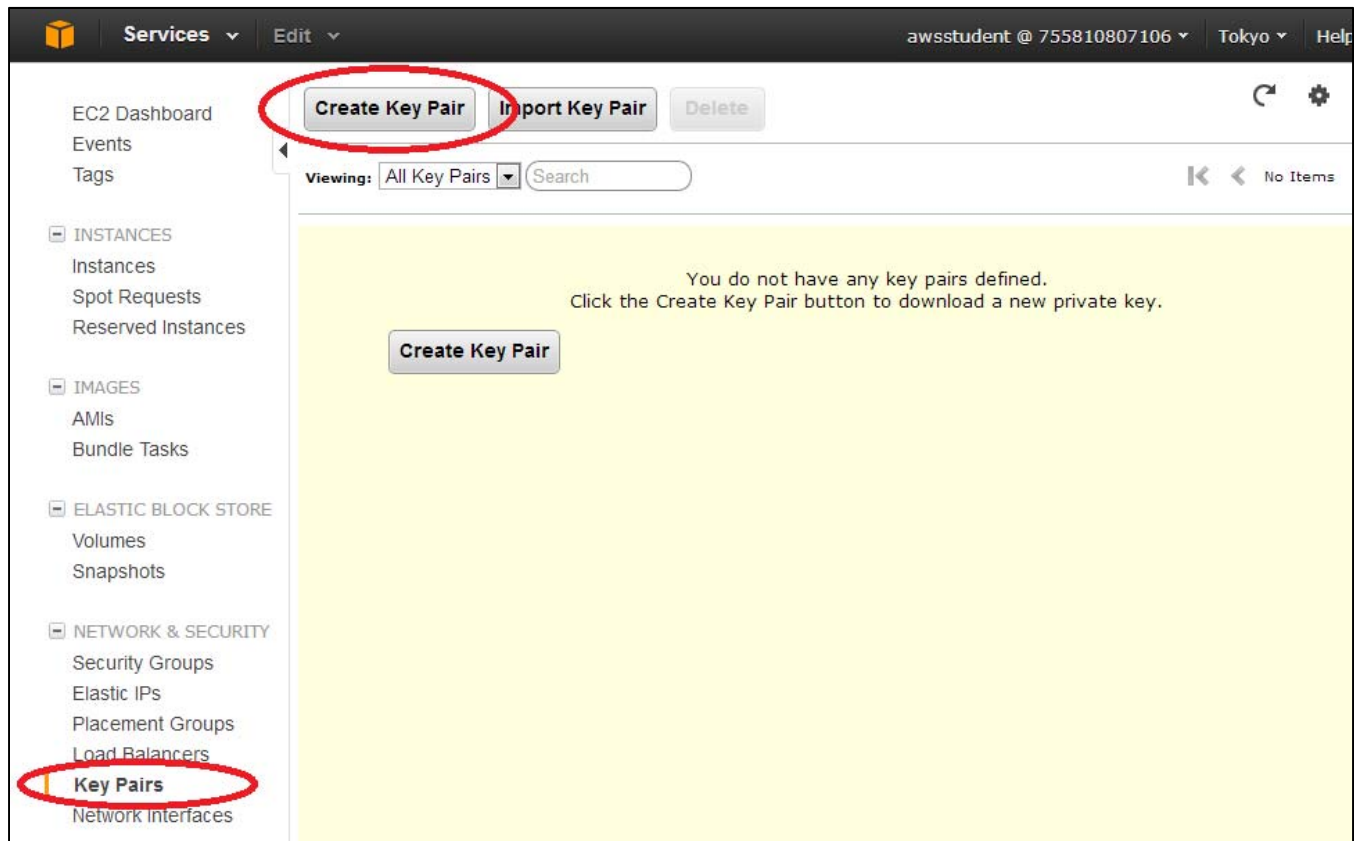 Services Edit awsstudent @ 755810807106 Tokyo Help
EC2 Dashboard
Events
Tags
INSTANCES
Instances
Spot Requests
Reserved Instances
IMAGES
AMIs
Bundle Tasks
ELASTIC BLOCK STORE
Volumes
Snapshots
NETWORK & SECURITY
Security Groups
Elastic IPs
Placement Groups
Load Balancers
Key Pairs
Network Interfaces
Create Key Pair Import Key Pair Delete
Viewing: All Key Pairs Search No Items
You do not have any key pairs defined.
Click the Create Key Pair button to download a new private key.
Create Key Pair